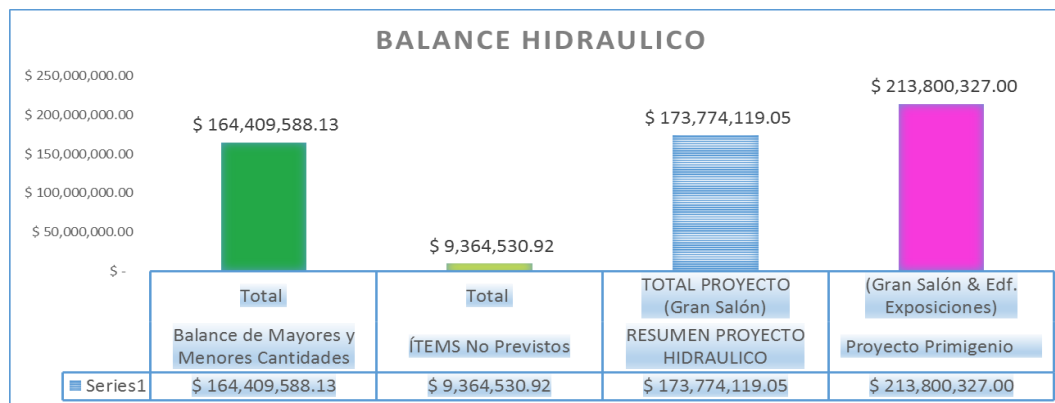 BALANCE HIDRAULICO
$ 250,000,000.00
$ 200,000,000.00
$ 150,000,000.00
$ 100,000,000.00
$ 50,000,000.00
$ -
$ 164,409,588.13
$ 9,364,530.92
$ 173,774,119.05
$ 213,800,327.00
Total
Balance de Mayores y
Menores Cantidades
Total
ÍTEMS No Previstos
TOTAL PROYECTO
(Gran Salón)
RESUMEN PROYECTO
HIDRAULICO
(Gran Salón & Edf.
Exposiciones)
Proyecto Primigenio
Series1 $ 164,409,588.13 $ 9,364,530.92 $ 173,774,119.05 $ 213,800,327.00